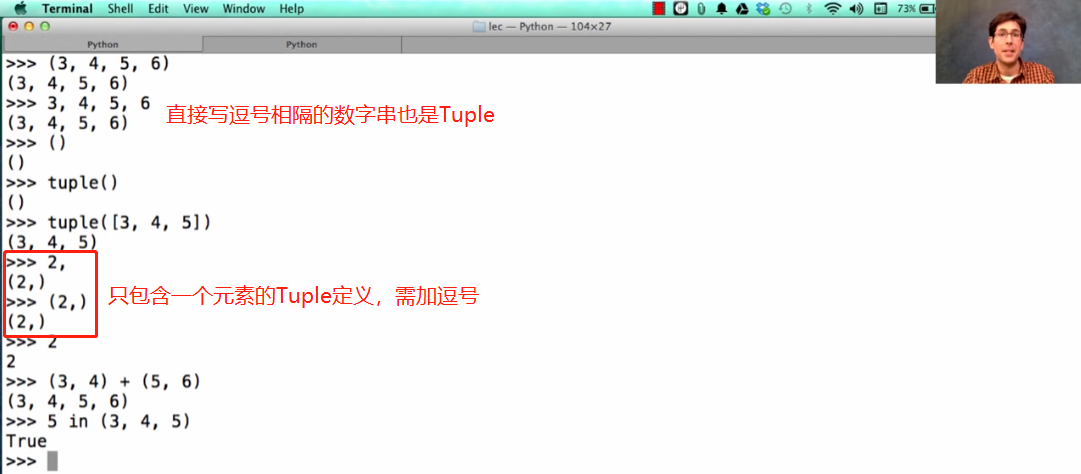 Terminal Shell Edit View Window Help 73%
lec — Python — 104×27
Python Python
>>> (3, 4, 5, 6)
(3, 4, 5, 6)
>>> 3, 4, 5, 6
直接写逗号相隔的数字串也是Tuple
(3, 4, 5, 6)
>>> ()
()
>>> tuple()
()
>>> tuple([3, 4, 5])
(3, 4, 5)
>>> 2,
(2,)
只包含一个元素的Tuple定义，需加逗号
>>> (2,)
(2,)
>>> 2
2
>>> (3, 4) + (5, 6)
(3, 4, 5, 6)
>>> 5 in (3, 4, 5)
True
>>>